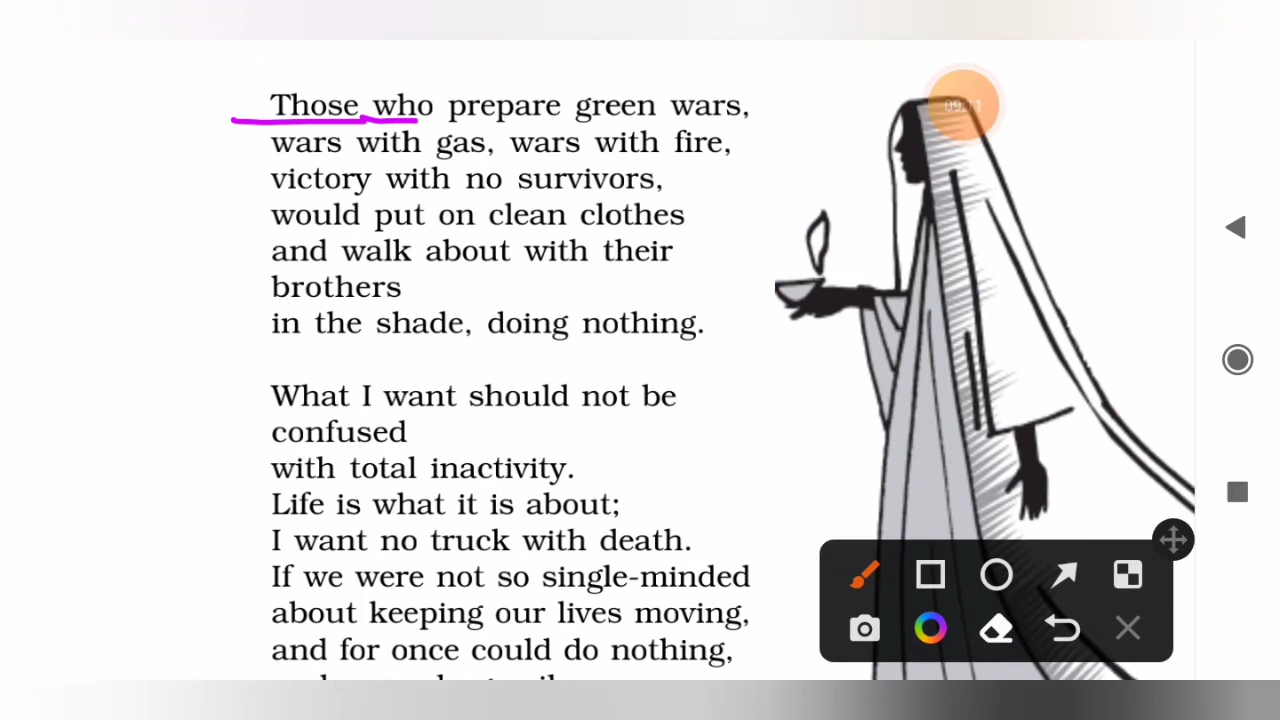 Those who prepare green wars,
wars with gas, wars with fire,
victory with no survivors,
would put on clean clothes
and walk about with their
brothers
in the shade, doing nothing.
What I want should not be
confused
with total inactivity.
Life is what it is about;
I want no truck with death.
If we were not so single-minded
about keeping our lives moving,
and for once could do nothing,
09:11